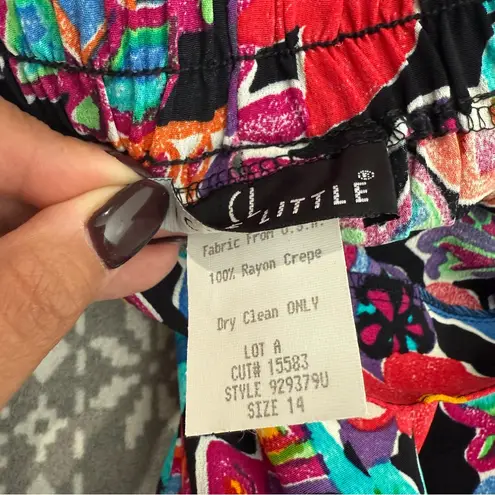 LITTLE®
Fabric From U.S.A.
100% Rayon Crepe
Dry Clean ONLY
LOT A
CUT# 15583
STYLE 929379U
SIZE 14